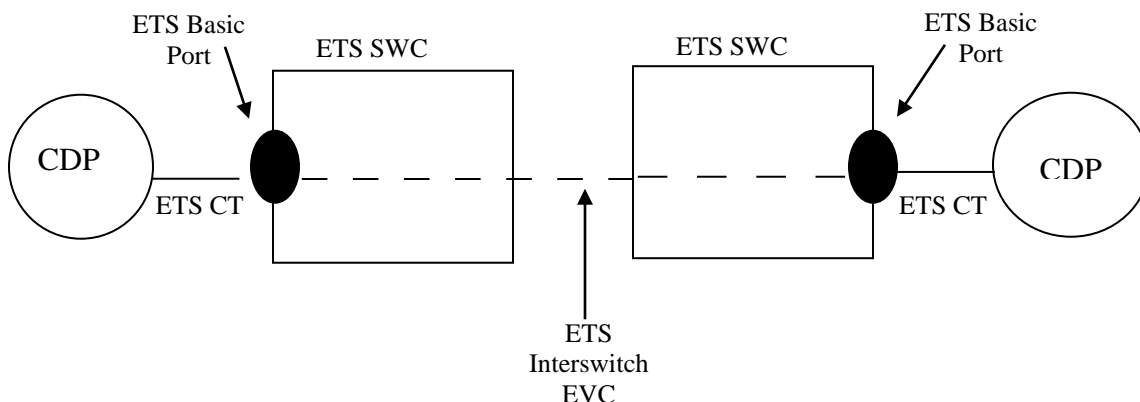 ETS Basic
Port
ETS SWC
ETS SWC
ETS Basic
Port
CDP
ETS CT
ETS CT
CDP
ETS
Interswitch
EVC